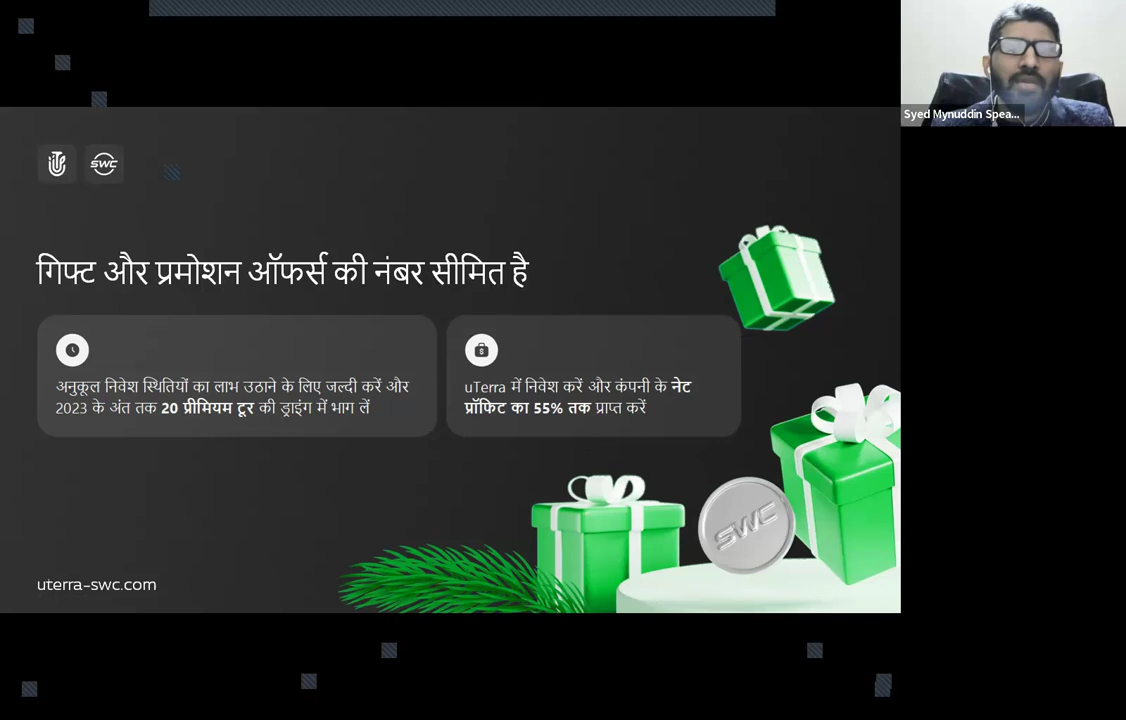 Syed Mynuddin Spea...
SWC
गिफ्ट और प्रमोशन ऑफर्स की नंबर सीमित है
अनुकूल निवेश स्थितियों का लाभ उठाने के लिए जल्दी करें और
2023 के अंत तक 20 प्रीमियम टूर की ड्राइंग में भाग लें
uTerra में निवेश करें और कंपनी के नेट
प्रॉफिट का 55% तक प्राप्त करें
SWC
uterra-swc.com